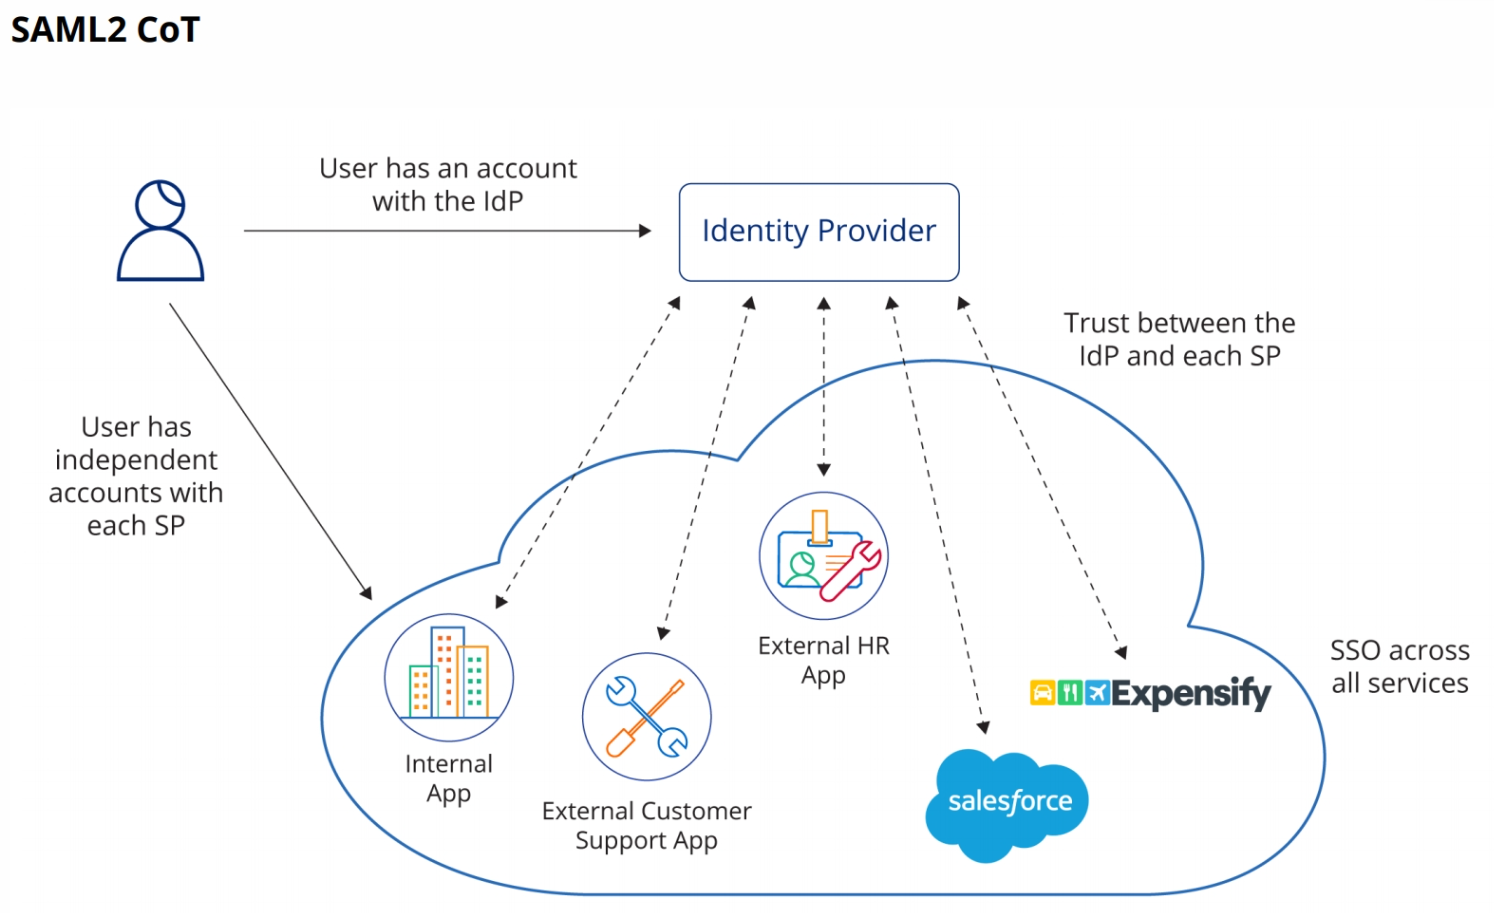 SAML2 CoT
User has an account
with the IdP
Identity Provider
Trust between the
IdP and each SP
User has
independent
accounts with
each SP
External HR
App
SSO across
all services
Expensify
Internal
App
salesforce
External Customer
Support App